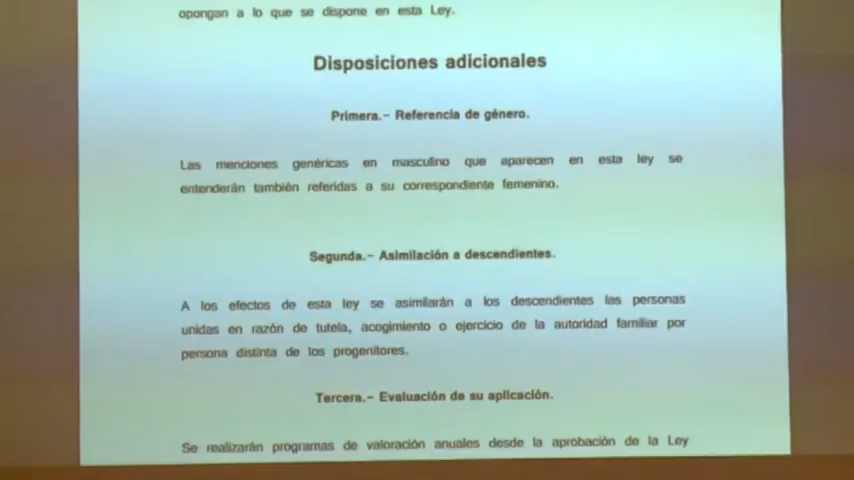 opongan a lo que se dispone en esta Ley.
Disposiciones adicionales
Primera.- Referencia de género.
Las menciones genéricas en masculino que aparecen en esta ley se
entenderán también referidas a su correspondiente femenino.
Segunda.- Asimilación a descendientes.
A los efectos de esta ley se asimilarán a los descendientes las personas
unidas en razón de tutela, acogimiento o ejercicio de la autoridad familiar por
persona distinta de los progenitores.
Tercera.- Evaluación de su aplicación.
Se realizarán programas de valoración anuales desde la aprobación de la Ley